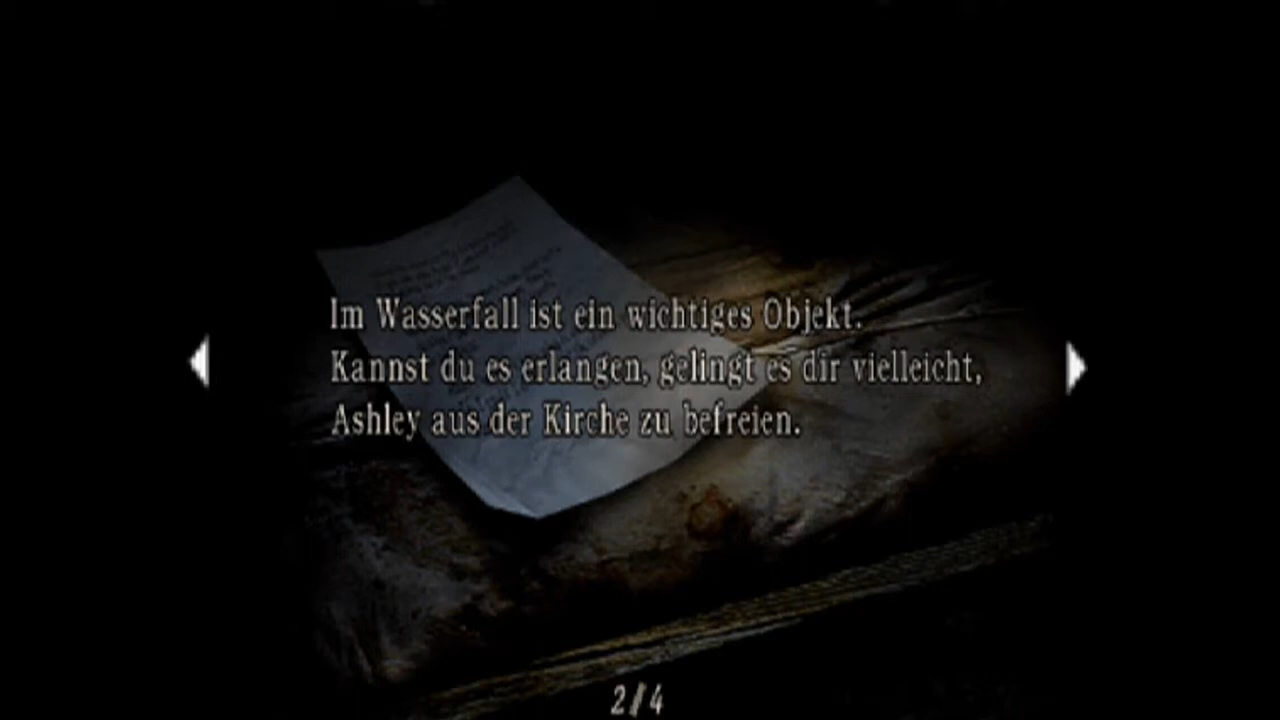 Im Wasserfall ist ein wichtiges Objekt.
Kannst du es erlangen, gelingt es dir vielleicht,
Ashley aus der Kirche zu befreien.
2/4